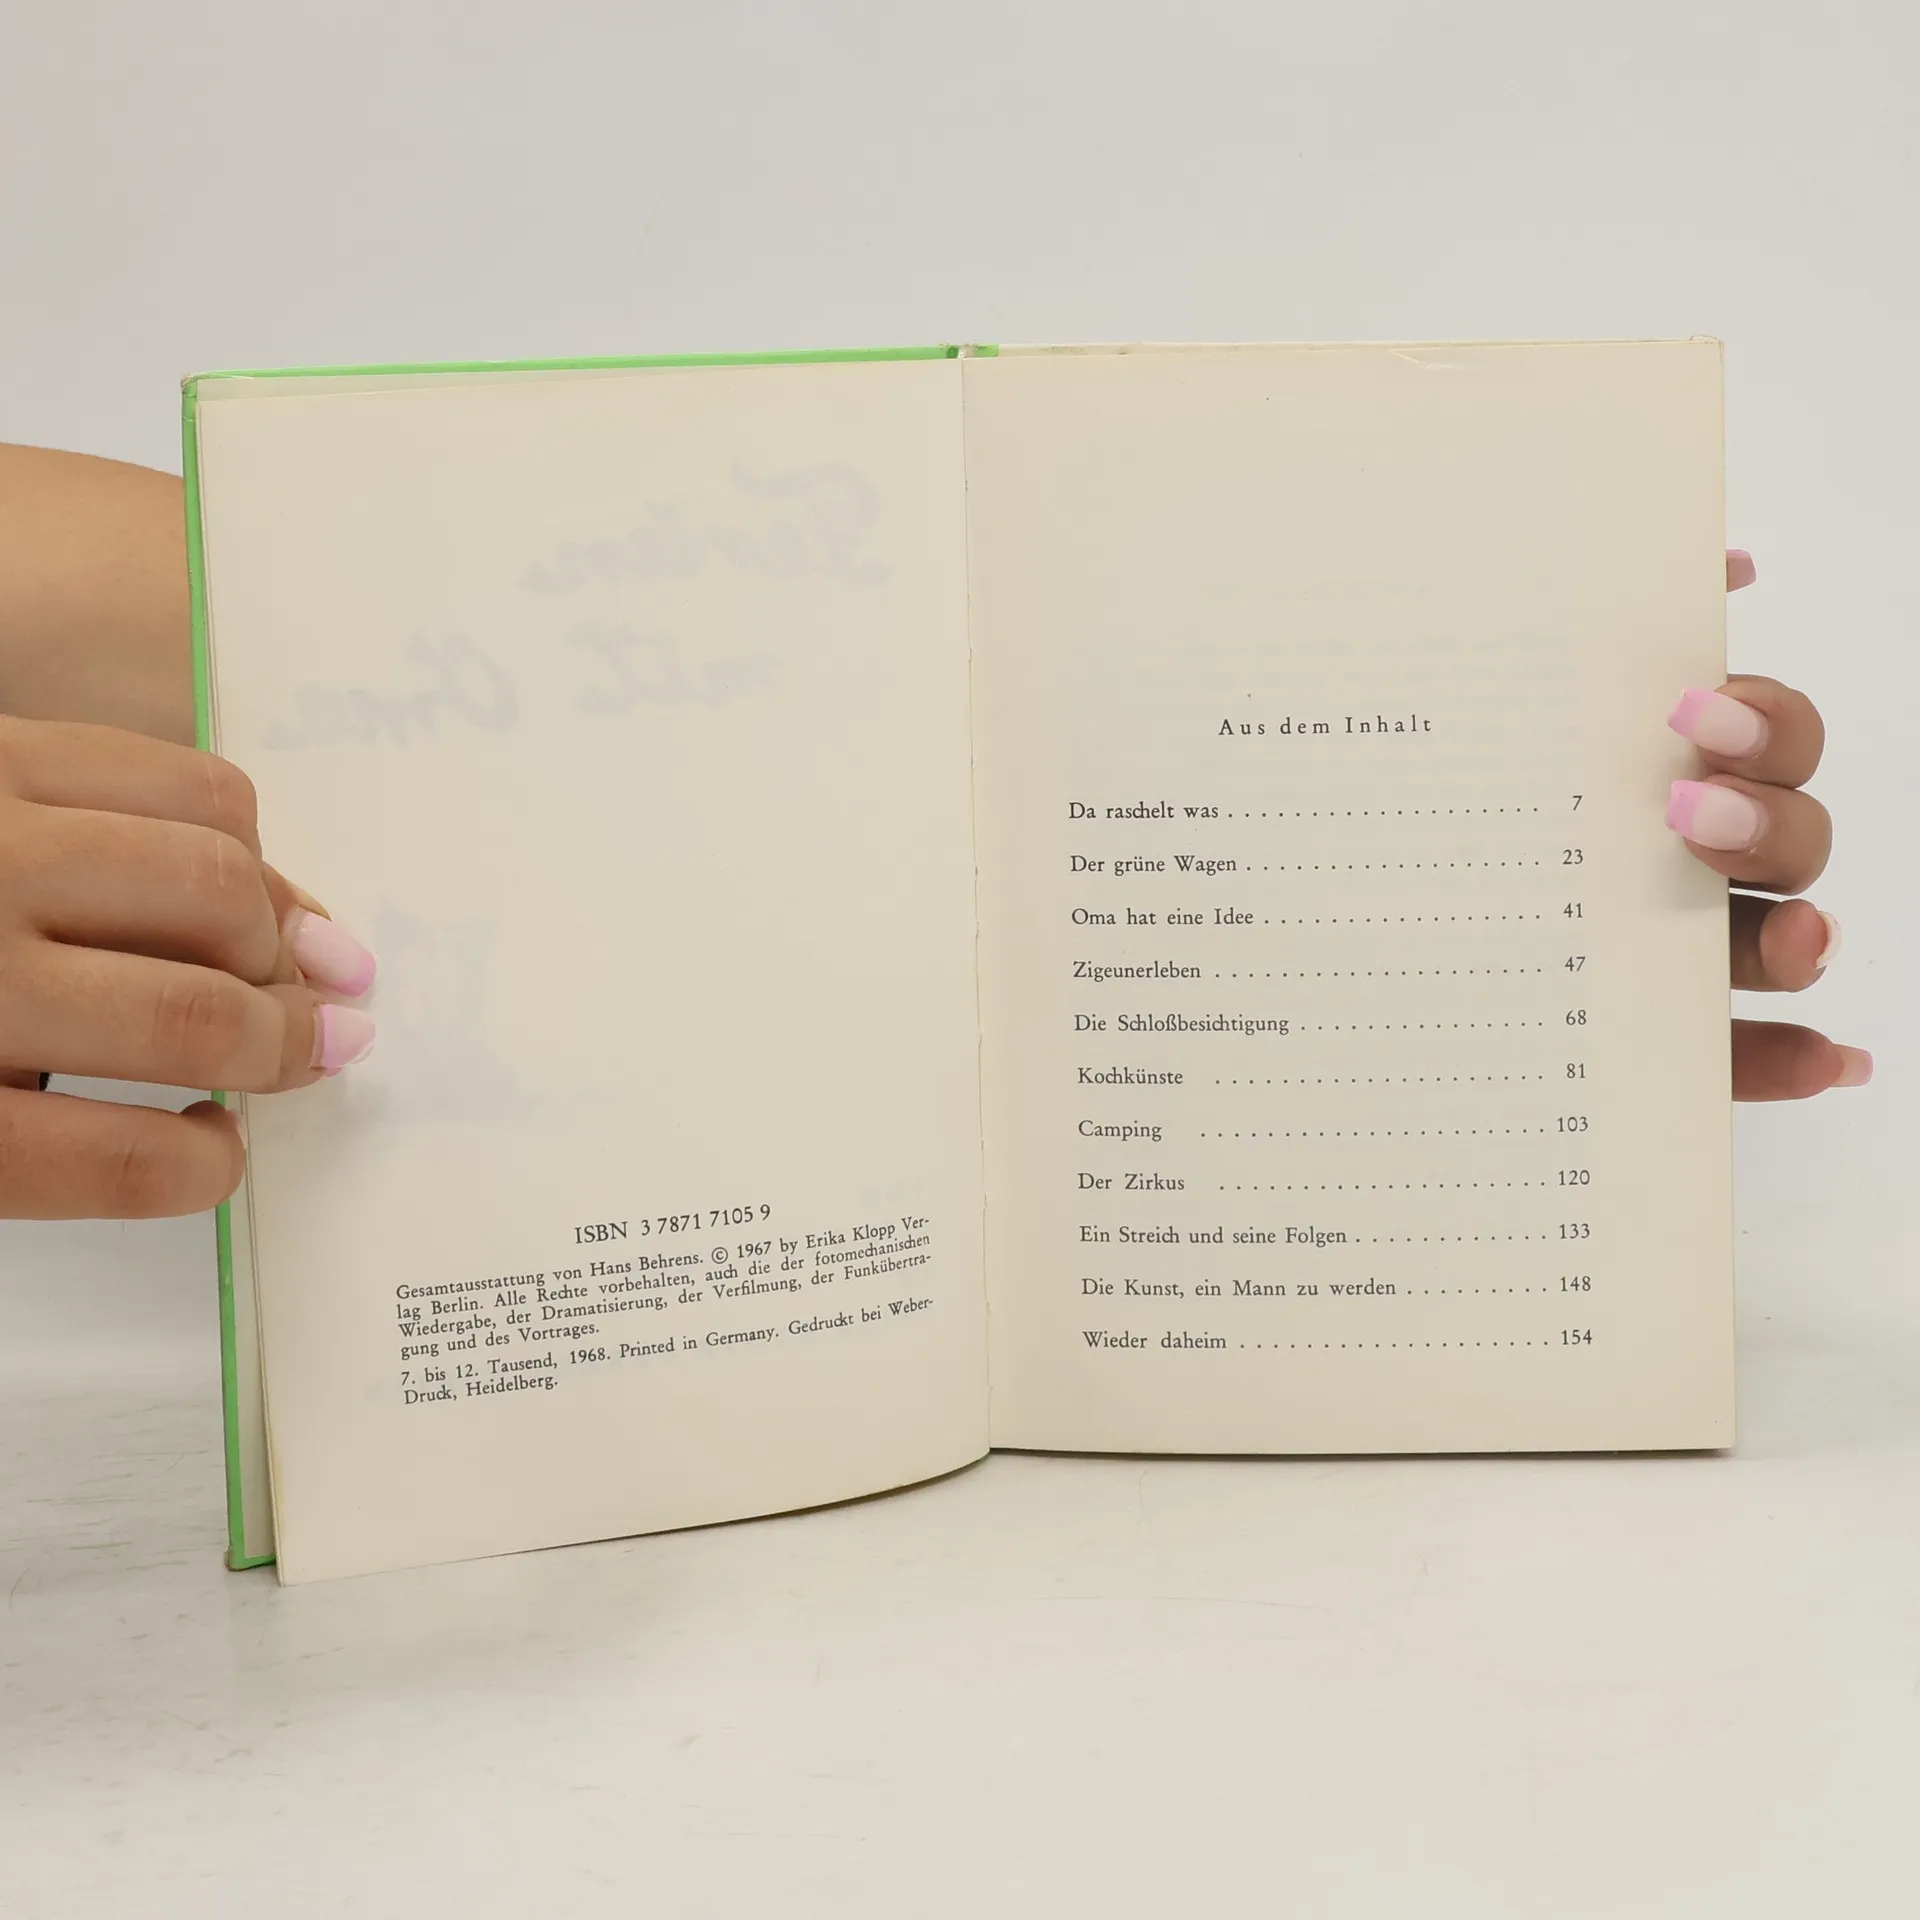 ISBN 3 7871 7105 9
Gesamtausstattung von Hans Behrens. © 1967 by Erika Klopp Ver-
lag Berlin. Alle Rechte vorbehalten, auch die der fotomechanischen
Wiedergabe, der Dramatisierung, der Verfilmung, der Funkübertra-
gung und des Vortrages.
7. bis 12. Tausend, 1968. Printed in Germany. Gedruckt bei Weber-
Druck, Heidelberg.
Aus dem Inhalt
Da raschelt was . . . . . . . . . . . . . . . . . . . 7
Der grüne Wagen . . . . . . . . . . . . . . . . . . 23
Oma hat eine Idee . . . . . . . . . . . . . . . . . 41
Zigeunerleben . . . . . . . . . . . . . . . . . . . . 47
Die Schloßbesichtigung . . . . . . . . . . . . . . . 68
Kochkünste . . . . . . . . . . . . . . . . . . . . 81
Camping . . . . . . . . . . . . . . . . . . . . . 103
Der Zirkus . . . . . . . . . . . . . . . . . . . . 120
Ein Streich und seine Folgen . . . . . . . . . . . . 133
Die Kunst, ein Mann zu werden . . . . . . . . . 148
Wieder daheim . . . . . . . . . . . . . . . . . . . 154